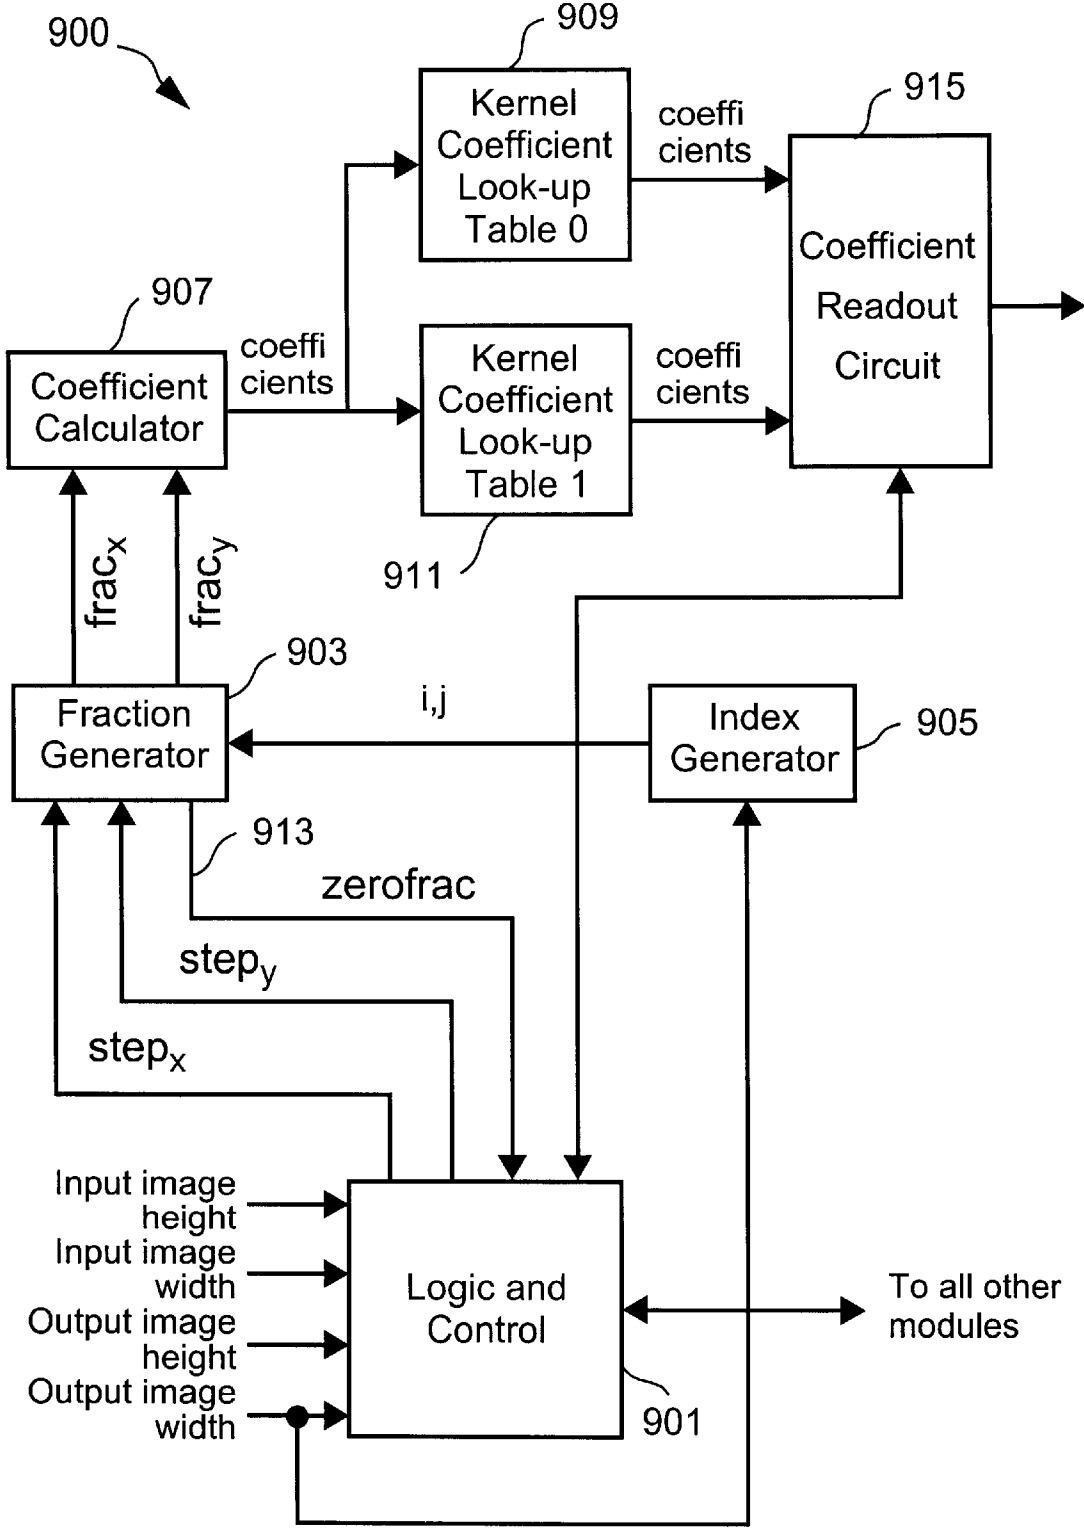 900
909
915
Kernel
Coefficient
Look-up
Table 0
coeffi
cients
Coefficient
Readout
Circuit
907
coeffi
cients
Coefficient
Calculator
Kernel
Coefficient
Look-up
Table 1
coeffi
cients
911
fracx
fracy
903
Fraction
Generator
i,j
Index
Generator
905
913
zerofrac
stepy
stepx
Input image
height
Input image
width
Output image
height
Output image
width
Logic and
Control
To all other
modules
901